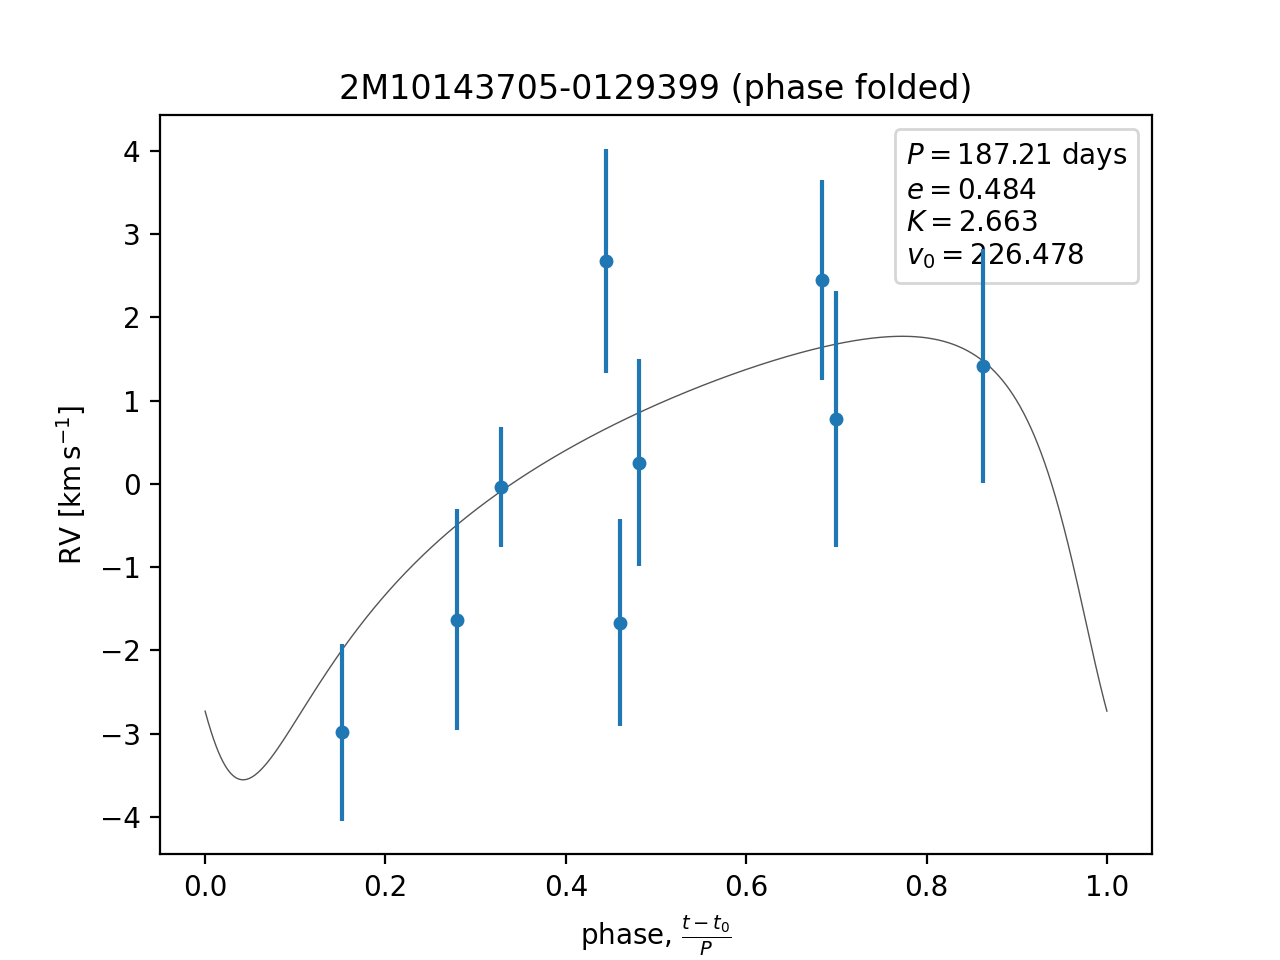 2M10143705-0129399 (phase folded)
P = 187.21 days
e = 0.484
K = 2.663
v₀ = 226.478
RV [km s⁻¹]
4
3
2
1
0
−1
−2
−3
−4
0.0 0.2 0.4 0.6 0.8 1.0
phase, (t − t₀)/P